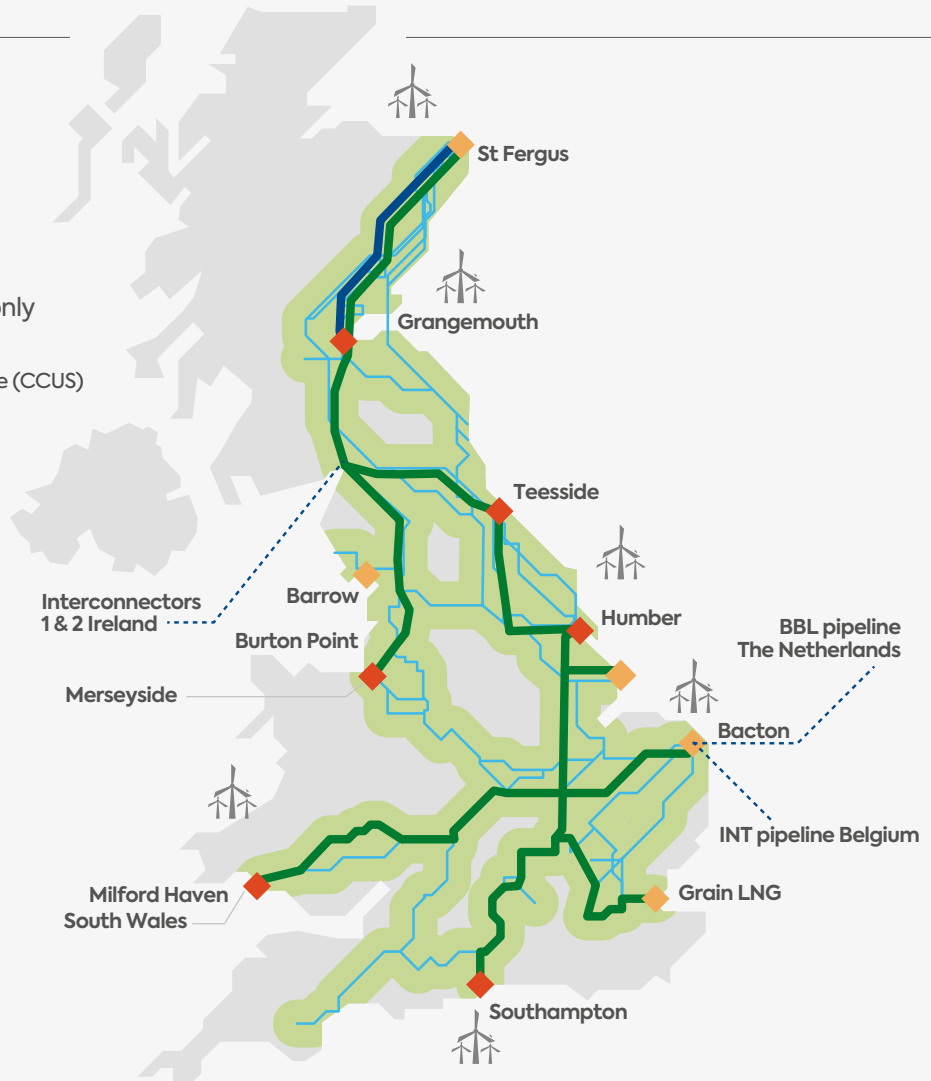 St Fergus
only
Grangemouth
e (CCUS)
Teesside
Interconnectors
1 & 2 Ireland
Barrow
Humber
BBL pipeline
The Netherlands
Burton Point
Merseyside
Bacton
INT pipeline Belgium
Milford Haven
South Wales
Grain LNG
Southampton